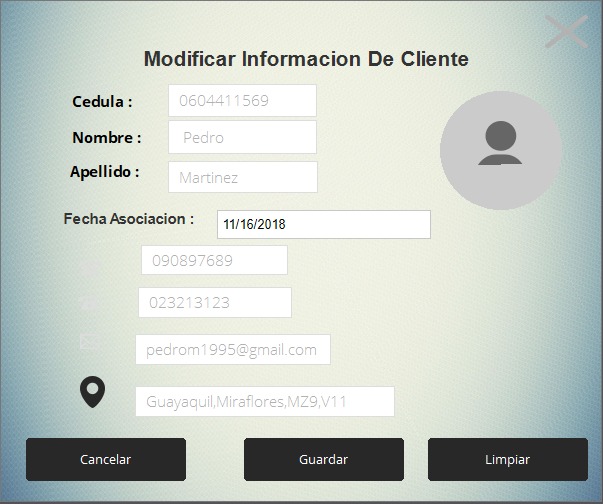 Modificar Informacion De Cliente
Cedula : 0604411569
Nombre : Pedro
Apellido : Martinez
Fecha Asociacion : 11/16/2018
090897689
023213123
pedrom1995@gmail.com
Guayaquil,Miraflores,MZ9,V11
Cancelar Guardar Limpiar